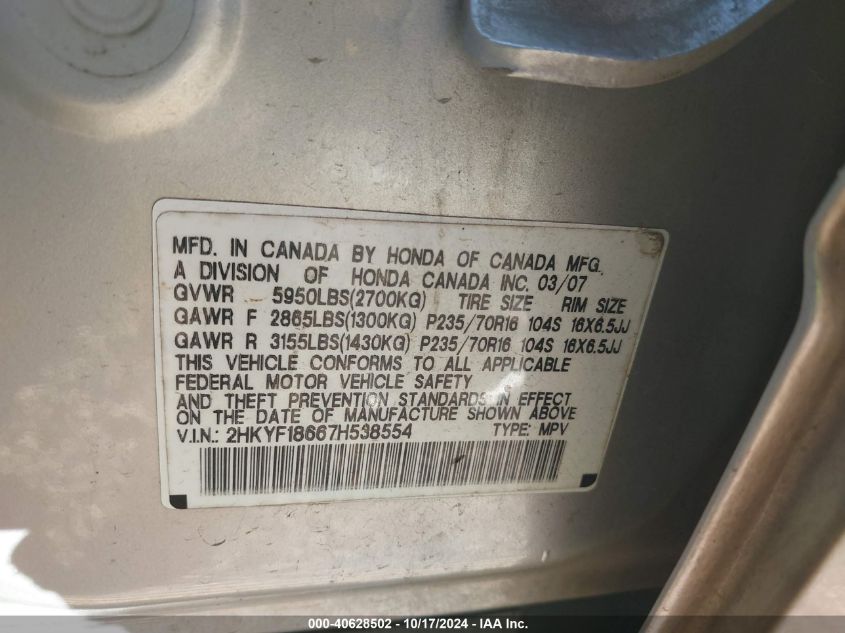 MFD. IN CANADA BY HONDA OF CANADA MFG.
A DIVISION OF HONDA CANADA INC. 03/07
GVWR 5950LBS(2700KG) TIRE SIZE RIM SIZE
GAWR F 2865LBS(1300KG) P235/70R16 104S 16X6.5JJ
GAWR R 3155LBS(1430KG) P235/70R16 104S 16X6.5JJ
THIS VEHICLE CONFORMS TO ALL APPLICABLE
FEDERAL MOTOR VEHICLE SAFETY
AND THEFT PREVENTION STANDARDS IN EFFECT
ON THE DATE OF MANUFACTURE SHOWN ABOVE
V.I.N.: 2HKYF18667H538554 TYPE: MPV
000-40628502 - 10/17/2024 - IAA Inc.